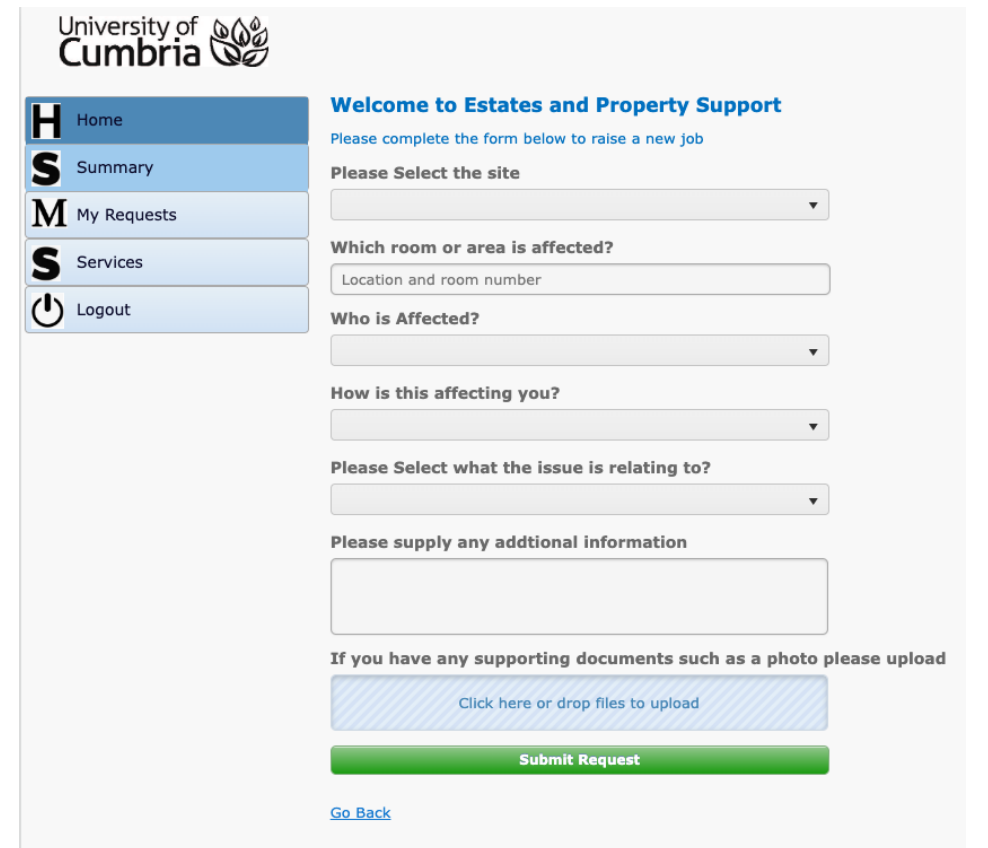 University of
Cumbria
H Home
S Summary
M My Requests
S Services
Logout
Welcome to Estates and Property Support
Please complete the form below to raise a new job
Please Select the site
Which room or area is affected?
Location and room number
Who is Affected?
How is this affecting you?
Please Select what the issue is relating to?
Please supply any addtional information
If you have any supporting documents such as a photo please upload
Click here or drop files to upload
Submit Request
Go Back